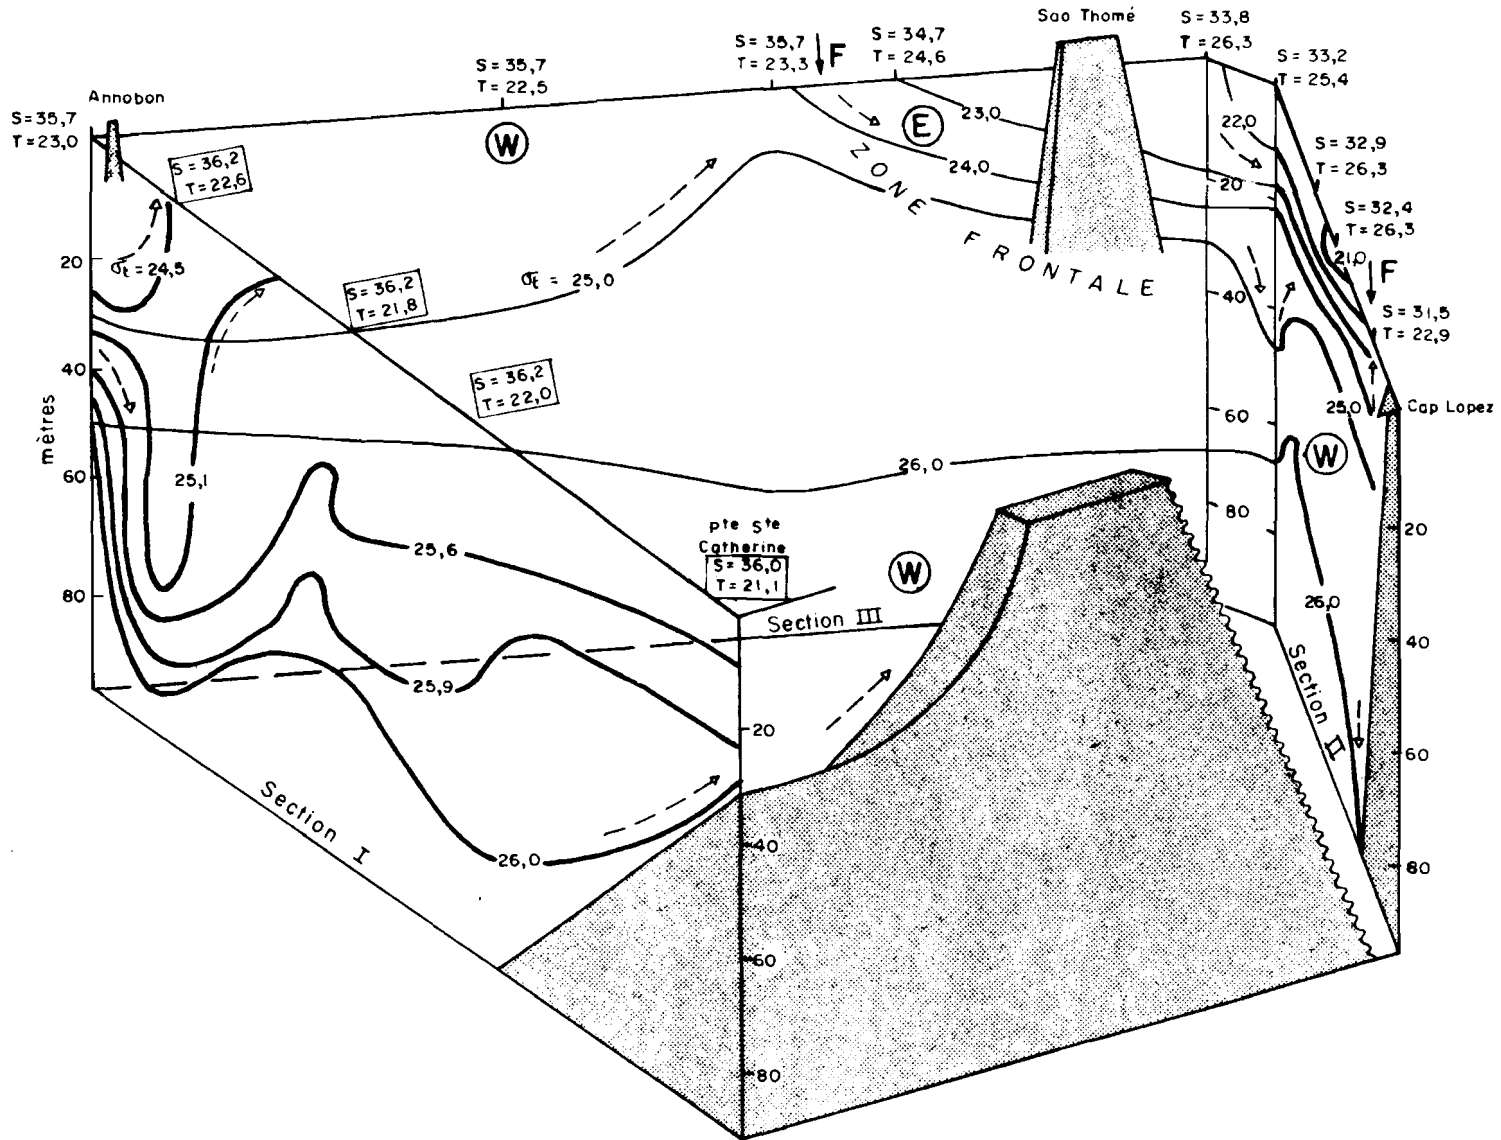 Sao Thomé
S = 33,8
T = 26,3
S = 35,7
T = 23,3
F
S = 34,7
T = 24,6
S = 33,2
T = 25,4
S = 35,7
T = 22,5
Annobon
S = 35,7
T = 23,0
W
E
23,0
22,0
S = 32,9
T = 26,3
S = 36,2
T = 22,6
24,0
20
ZONE FRONTALE
S = 32,4
T = 26,3
21,0
F
20
σt = 24,5
S = 36,2
T = 21,8
σt = 25,0
40
S = 31,5
T = 22,9
40
S = 36,2
T = 22,0
mètres
60
25,0
Cap Lopez
60
25,1
26,0
W
80
20
Pte Ste
Catherine
S = 36,0
T = 21,1
25,6
W
80
26,0
Section III
40
25,9
Section II
20
60
Section I
26,0
40
80
60
80